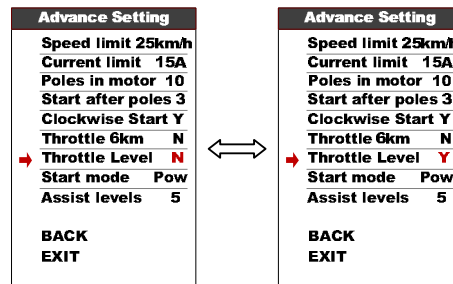 Advance Setting
Speed limit 25km/h
Current limit 15A
Poles in motor 10
Start after poles 3
Clockwise Start Y
Throttle 6km N
Throttle Level N
Start mode Pow
Assist levels 5
BACK
EXIT
Advance Setting
Speed limit 25km/h
Current limit 15A
Poles in motor 10
Start after poles 3
Clockwise Start Y
Throttle 6km N
Throttle Level Y
Start mode Pow
Assist levels 5
BACK
EXIT